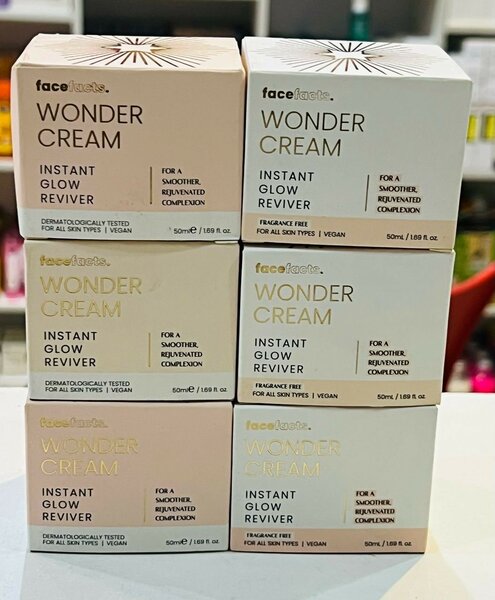 facefacts.
WONDER
CREAM
INSTANT
GLOW
REVIVER
FOR A
SMOOTHER,
REJUVENATED
COMPLEXION
DERMATOLOGICALLY TESTED
FOR ALL SKIN TYPES | VEGAN
50ml℮ / 1.69 fl. oz.
facefacts.
WONDER
CREAM
INSTANT
GLOW
REVIVER
FOR A
SMOOTHER,
REJUVENATED
COMPLEXION
FRAGRANCE FREE
FOR ALL SKIN TYPES | VEGAN
50mL / 1.69 fl. oz.
facefacts.
WONDER
CREAM
INSTANT
GLOW
REVIVER
FOR A
SMOOTHER,
REJUVENATED
COMPLEXION
DERMATOLOGICALLY TESTED
FOR ALL SKIN TYPES | VEGAN
50ml℮ / 1.69 fl. oz.
facefacts.
WONDER
CREAM
INSTANT
GLOW
REVIVER
FOR A
SMOOTHER,
REJUVENATED
COMPLEXION
FRAGRANCE FREE
FOR ALL SKIN TYPES | VEGAN
50mL / 1.69 fl. oz.
facefacts.
WONDER
CREAM
INSTANT
GLOW
REVIVER
FOR A
SMOOTHER,
REJUVENATED
COMPLEXION
DERMATOLOGICALLY TESTED
FOR ALL SKIN TYPES | VEGAN
50ml℮ / 1.69 fl. oz.
facefacts.
WONDER
CREAM
INSTANT
GLOW
REVIVER
FOR A
SMOOTHER,
REJUVENATED
COMPLEXION
FRAGRANCE FREE
FOR ALL SKIN TYPES | VEGAN
50mL / 1.69 fl. oz.